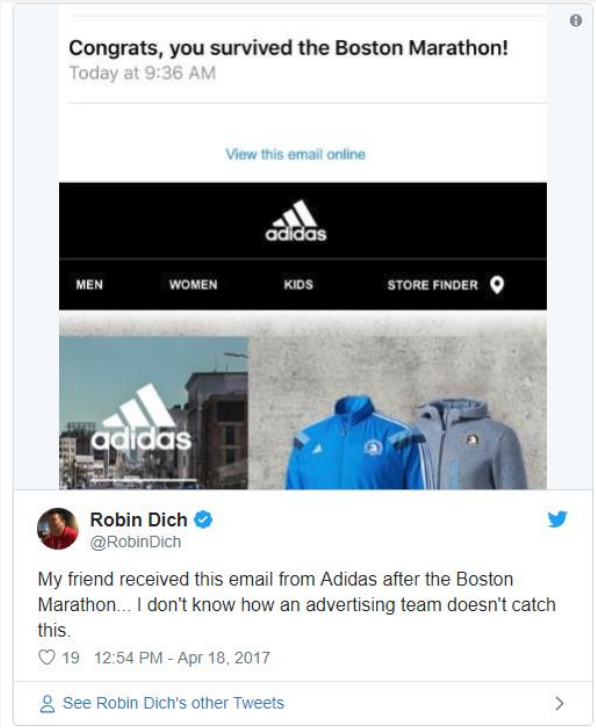 Congrats, you survived the Boston Marathon!
Today at 9:36 AM
View this email online
adidas
MEN WOMEN KIDS STORE FINDER
adidas
Robin Dich
@RobinDich
My friend received this email from Adidas after the Boston
Marathon... I don't know how an advertising team doesn't catch
this.
19 12:54 PM - Apr 18, 2017
See Robin Dich's other Tweets